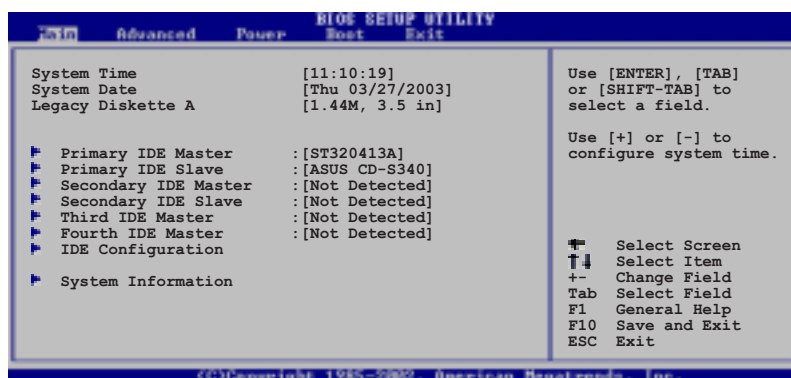 BIOS SETUP UTILITY
Main Advanced Power Boot Exit
System Time [11:10:19]
System Date [Thu 03/27/2003]
Legacy Diskette A [1.44M, 3.5 in]
Primary IDE Master :[ST320413A]
Primary IDE Slave :[ASUS CD-S340]
Secondary IDE Master :[Not Detected]
Secondary IDE Slave :[Not Detected]
Third IDE Master :[Not Detected]
Fourth IDE Master :[Not Detected]
IDE Configuration
System Information
Use [ENTER], [TAB]
or [SHIFT-TAB] to
select a field.
Use [+] or [-] to
configure system time.
Select Screen
↑↓ Select Item
+- Change Field
Tab Select Field
F1 General Help
F10 Save and Exit
ESC Exit
(C)Copyright 1985-2002, American Megatrends, Inc.